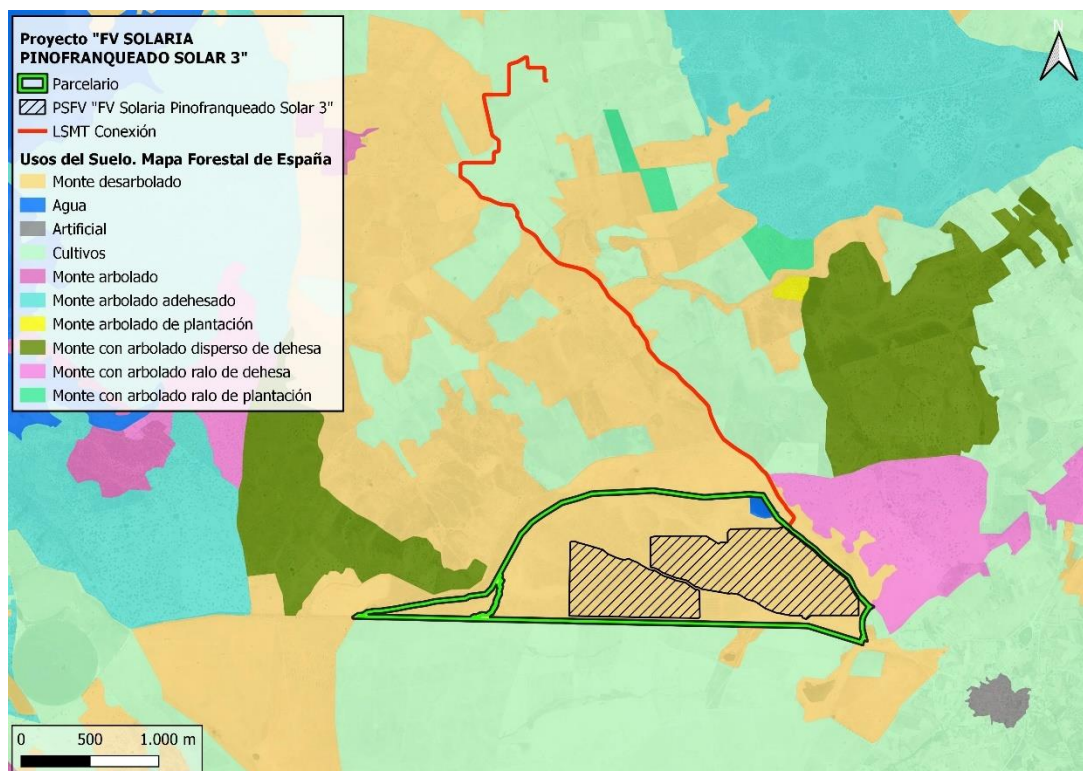 Proyecto "FV SOLARIA
PINOFRANQUEADO SOLAR 3"
Parcelario
PSFV "FV Solaria Pinofranqueado Solar 3"
LSMT Conexión
Usos del Suelo. Mapa Forestal de España
Monte desarbolado
Agua
Artificial
Cultivos
Monte arbolado
Monte arbolado adehesado
Monte arbolado de plantación
Monte con arbolado disperso de dehesa
Monte con arbolado ralo de dehesa
Monte con arbolado ralo de plantación
N
0 500 1.000 m